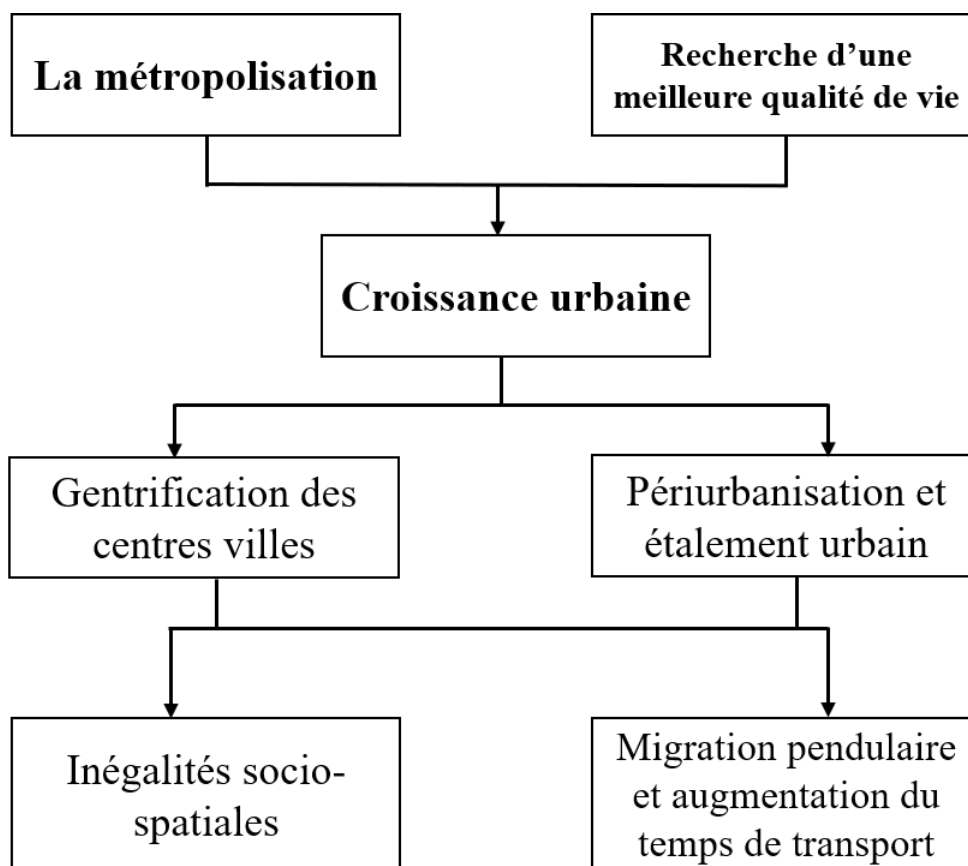 La métropolisation
Recherche d’une
meilleure qualité de vie
Croissance urbaine
Gentrification des
centres villes
Périurbanisation et
étalement urbain
Inégalités socio-
spatiales
Migration pendulaire
et augmentation du
temps de transport